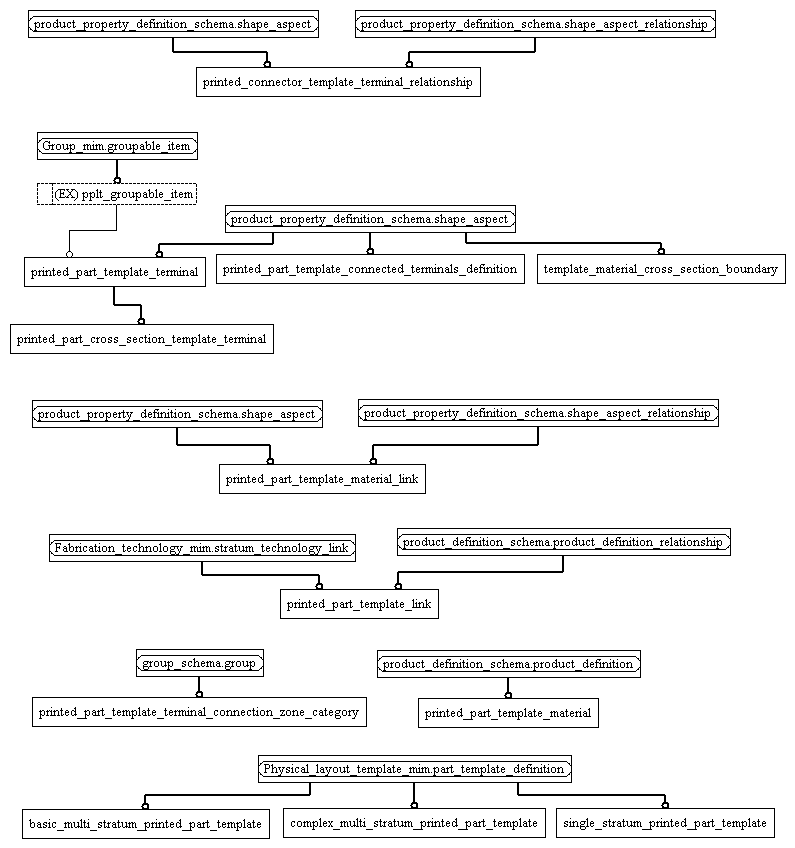 product_property_definition_schema.shape_aspect
product_property_definition_schema.shape_aspect_relationship
printed_connector_template_terminal_relationship
Group_mim.groupable_item
(EX) pplt_groupable_item
product_property_definition_schema.shape_aspect
printed_part_template_terminal
printed_part_template_connected_terminals_definition
template_material_cross_section_boundary
printed_part_cross_section_template_terminal
product_property_definition_schema.shape_aspect
product_property_definition_schema.shape_aspect_relationship
printed_part_template_material_link
Fabrication_technology_mim.stratum_technology_link
product_definition_schema.product_definition_relationship
printed_part_template_link
group_schema.group
product_definition_schema.product_definition
printed_part_template_terminal_connection_zone_category
printed_part_template_material
Physical_layout_template_mim.part_template_definition
basic_multi_stratum_printed_part_template
complex_multi_stratum_printed_part_template
single_stratum_printed_part_template